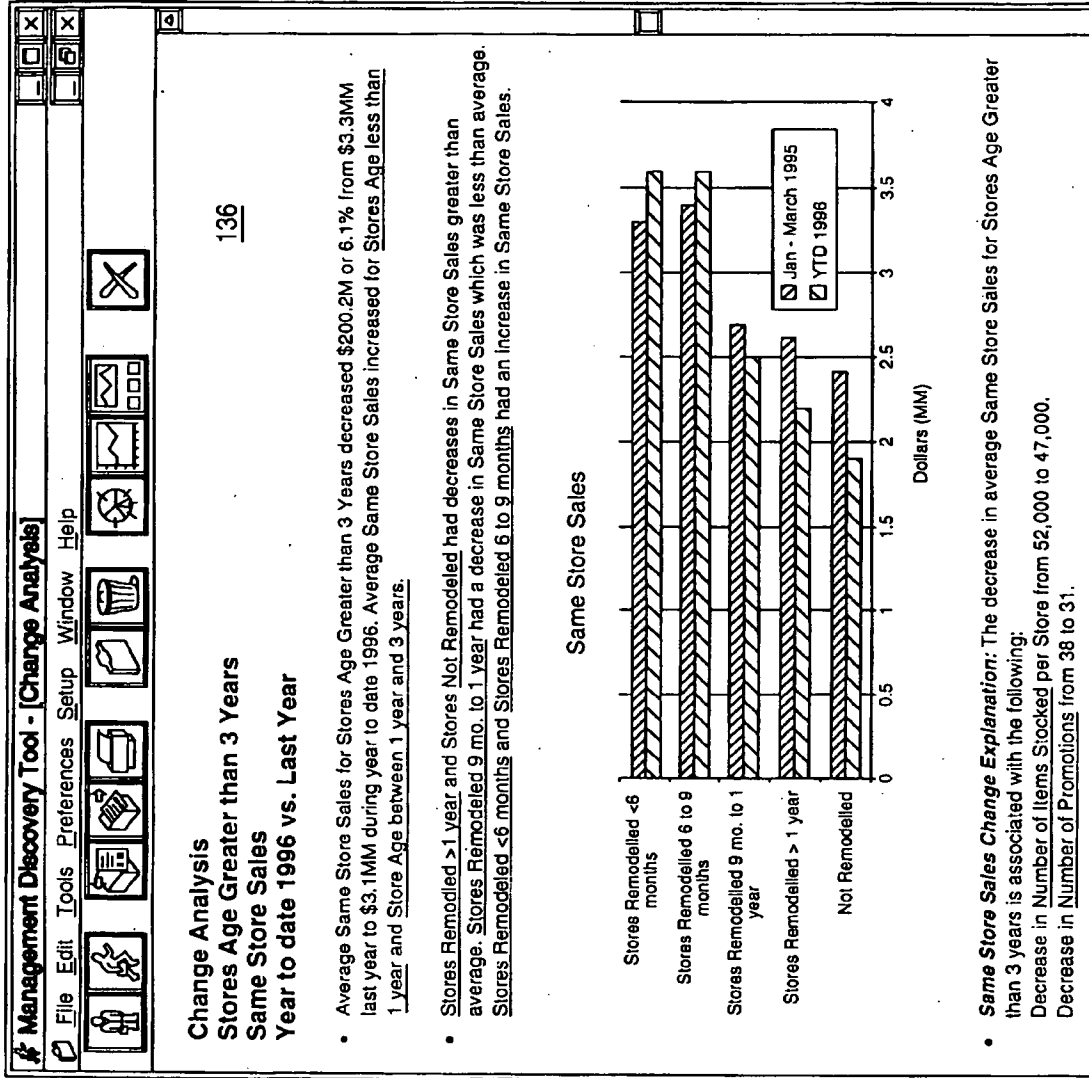 Management Discovery Tool - [Change Analysis]
File Edit Tools Preferences Setup Window Help
Change Analysis
Stores Age Greater than 3 Years
Same Store Sales
Year to date 1996 vs. Last Year
136
• Average Same Store Sales for Stores Age Greater than 3 Years decreased $200.2M or 6.1% from $3.3MM
last year to $3.1MM during year to date 1996. Average Same Store Sales increased for Stores Age less than
1 year and Store Age between 1 year and 3 years.
• Stores Remodled >1 year and Stores Not Remodeled had decreases in Same Store Sales greater than
average. Stores Remodeled 9 mo. to 1 year had a decrease in Same Store Sales which was less than average.
Stores Remodeled <6 months and Stores Remodeled 6 to 9 months had an increase in Same Store Sales.
Same Store Sales
Stores Remodelled <6
months
Stores Remodelled 6 to 9
months
Stores Remodelled 9 mo. to 1
year
Stores Remodelled > 1 year
Not Remodelled
Jan - March 1995
YTD 1996
0 0.5 1 1.5 2 2.5 3 3.5 4
Dollars (MM)
• Same Store Sales Change Explanation: The decrease in average Same Store Sales for Stores Age Greater
than 3 years is associated with the following:
Decrease in Number of Items Stocked per Store from 52,000 to 47,000.
Decrease in Number of Promotions from 38 to 31.